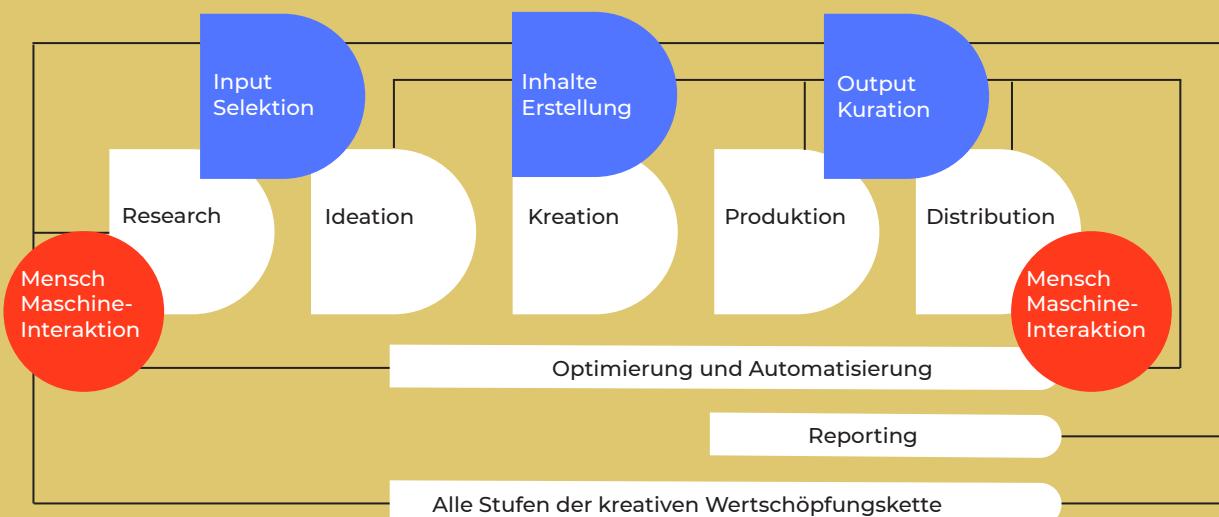 Input
Selektion
Inhalte
Erstellung
Output
Kuration
Research
Ideation
Kreation
Produktion
Distribution
Mensch
Maschine-
Interaktion
Mensch
Maschine-
Interaktion
Optimierung und Automatisierung
Reporting
Alle Stufen der kreativen Wertschöpfungskette